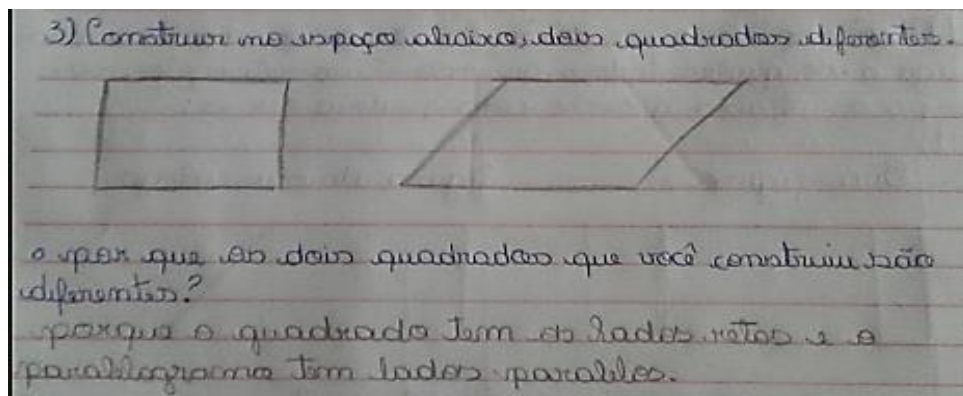 3) Construir no espaço abaixo, dois quadrados diferentes.
o por que os dois quadrados que você construiu são
diferentes?
porque o quadrado tem os lados retos e o
paralelogramo tem lados paralelos.